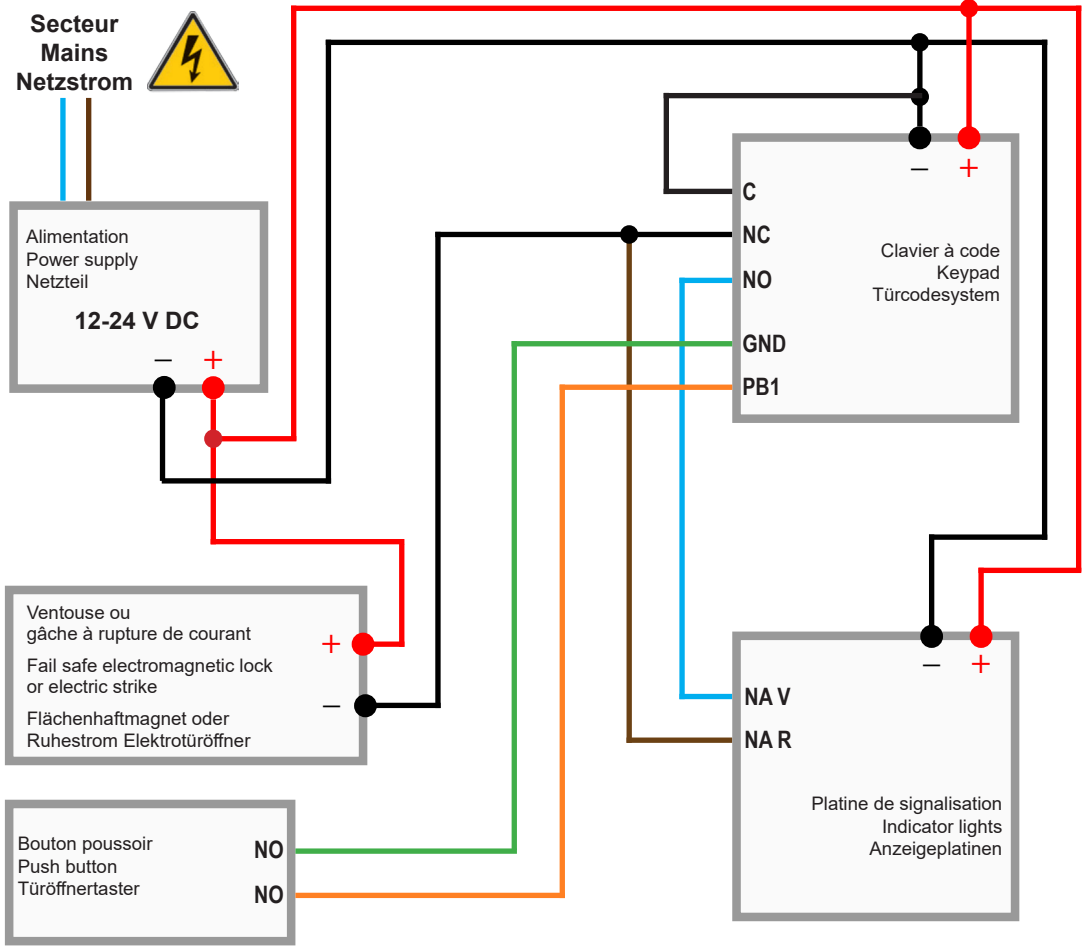 Secteur
Mains
Netzstrom
Alimentation
Power supply
Netzteil
12-24 V DC
– +
– +
C
NC
NO
GND
PB1
Clavier à code
Keypad
Türcodesystem
Ventouse ou
gâche à rupture de courant
Fail safe electromagnetic lock
or electric strike
Flächenhaftmagnet oder
Ruhestrom Elektrotüröffner
+
–
– +
NA V
NA R
Platine de signalisation
Indicator lights
Anzeigeplatinen
Bouton poussoir
Push button
Türöffnertaster
NO
NO